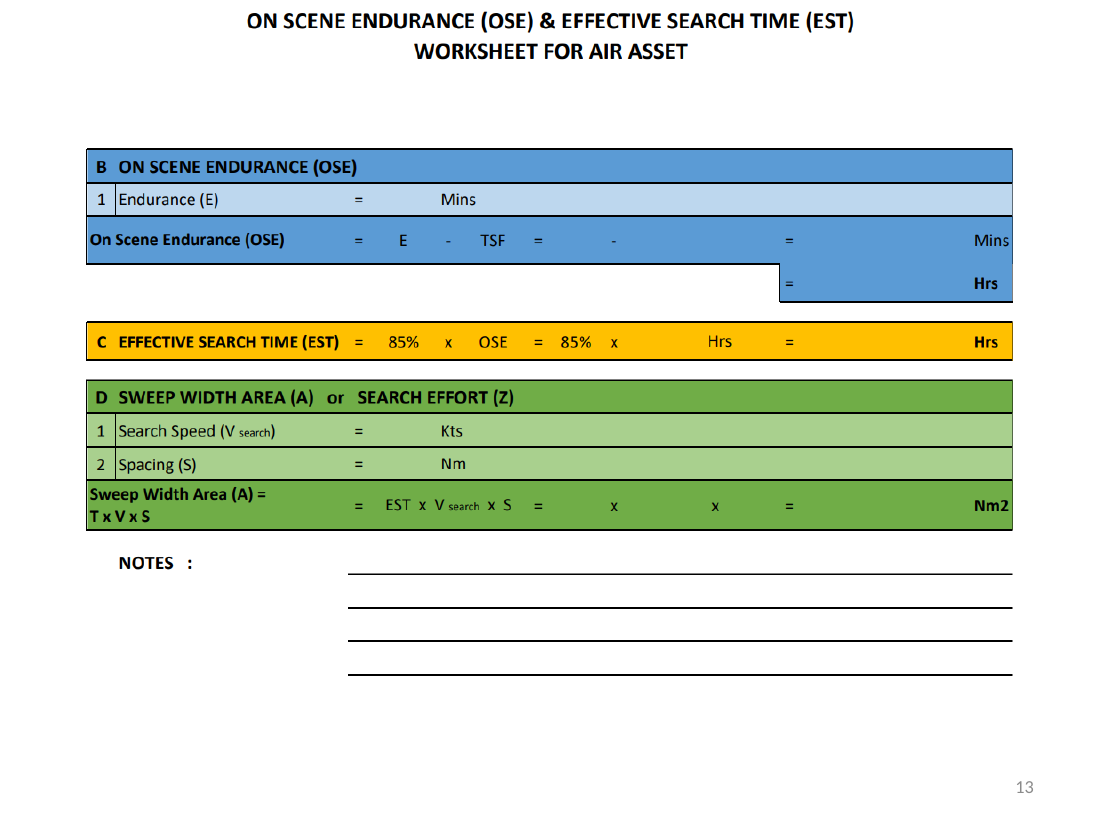 ON SCENE ENDURANCE (OSE) & EFFECTIVE SEARCH TIME (EST)
WORKSHEET FOR AIR ASSET
B ON SCENE ENDURANCE (OSE)
1 Endurance (E) = Mins
On Scene Endurance (OSE) = E - TSF = - = Mins
= Hrs
C EFFECTIVE SEARCH TIME (EST) = 85% x OSE = 85% x Hrs = Hrs
D SWEEP WIDTH AREA (A) or SEARCH EFFORT (Z)
1 Search Speed (V search) = Kts
2 Spacing (S) = Nm
Sweep Width Area (A) =
T x V x S = EST x V search x S = x x = Nm2
NOTES :
13